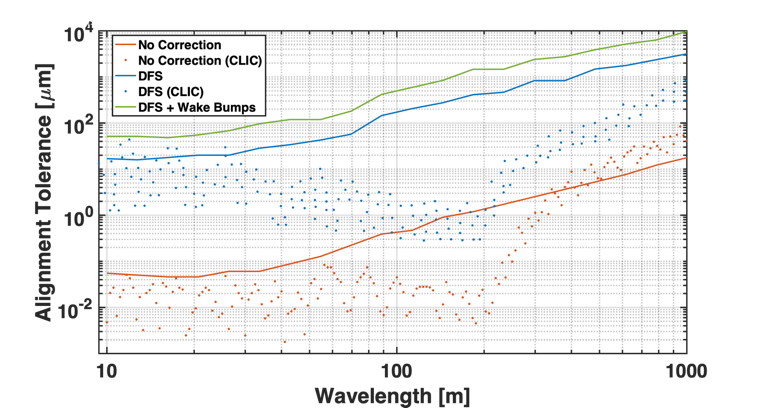 10^4
No Correction
No Correction (CLIC)
DFS
DFS (CLIC)
DFS + Wake Bumps
10^2
10^0
10^-2
Alignment Tolerance [μm]
10
100
1000
Wavelength [m]